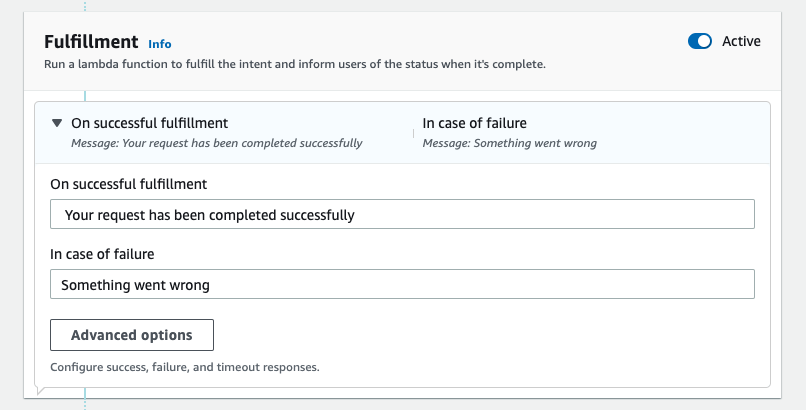 Fulfillment Info
Active
Run a lambda function to fulfill the intent and inform users of the status when it's complete.
On successful fulfillment
Message: Your request has been completed successfully
In case of failure
Message: Something went wrong
On successful fulfillment
Your request has been completed successfully
In case of failure
Something went wrong
Advanced options
Configure success, failure, and timeout responses.